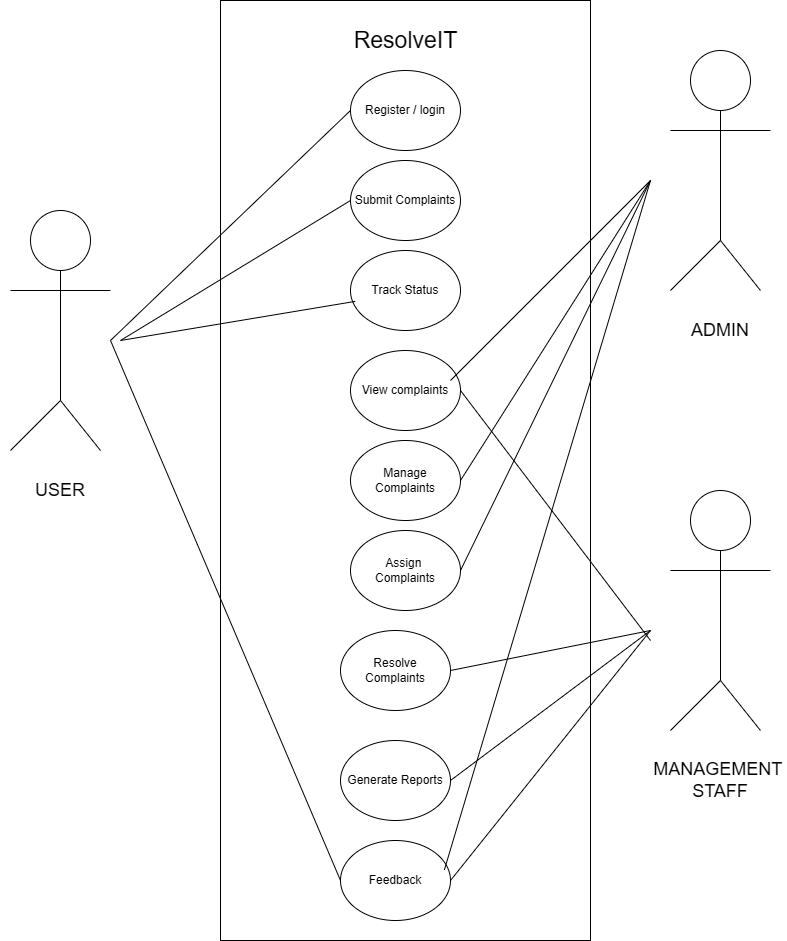 ResolveIT
Register / login
Submit Complaints
Track Status
View complaints
Manage
Complaints
Assign
Complaints
Resolve
Complaints
Generate Reports
Feedback
USER
ADMIN
MANAGEMENT
STAFF